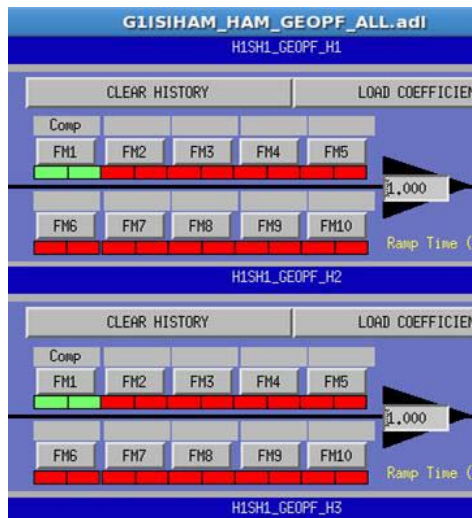 G1ISIHAM_HAM_GEOPF_ALL.adl
H1SH1_GEOPF_H1
CLEAR HISTORY LOAD COEFFICIEN
Comp
FM1 FM2 FM3 FM4 FM5
1.000
FM6 FM7 FM8 FM9 FM10
Ramp Time (
H1SH1_GEOPF_H2
CLEAR HISTORY LOAD COEFFICIEN
Comp
FM1 FM2 FM3 FM4 FM5
1.000
FM6 FM7 FM8 FM9 FM10
Ramp Time (
H1SH1_GEOPF_H3